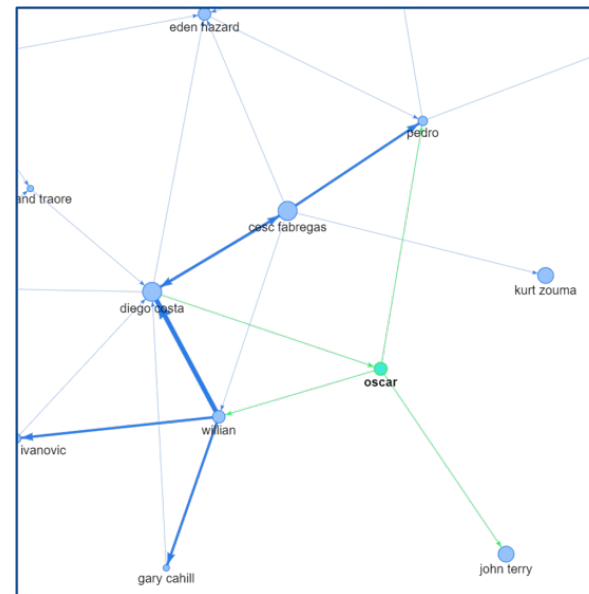 eden hazard
pedro
and traore
cesc fabregas
kurt zouma
diego costa
oscar
willian
ivanovic
john terry
gary cahill